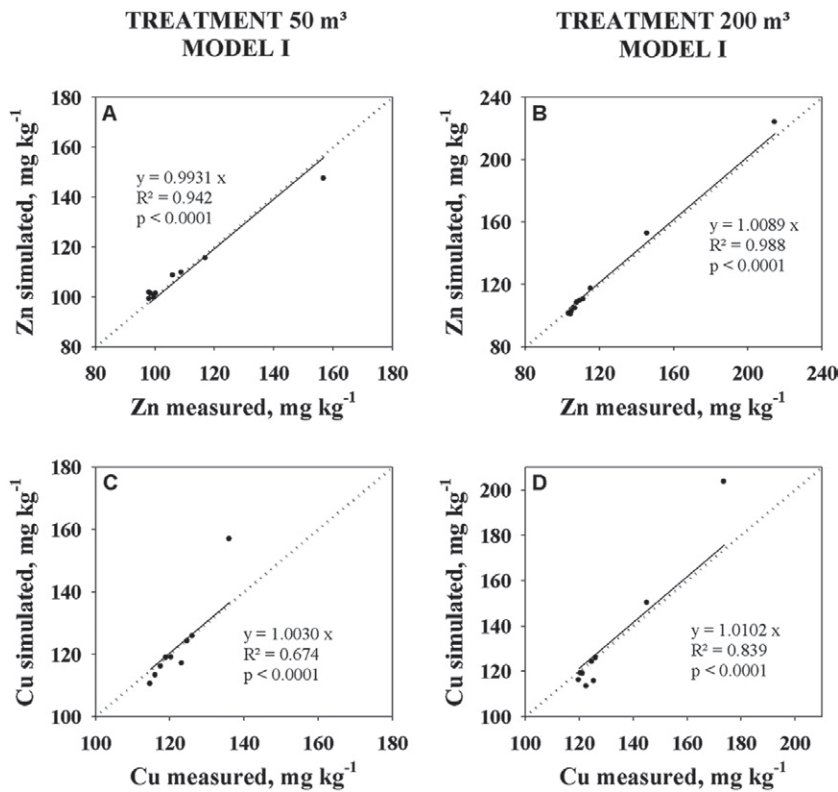 TREATMENT 50 m³
MODEL I
TREATMENT 200 m³
MODEL I
A
Zn simulated, mg kg⁻¹
180
160
140
120
100
80
y = 0.9931 x
R² = 0.942
p < 0.0001
80 100 120 140 160 180
Zn measured, mg kg⁻¹
B
Zn simulated, mg kg⁻¹
240
200
160
120
80
y = 1.0089 x
R² = 0.988
p < 0.0001
80 120 160 200 240
Zn measured, mg kg⁻¹
C
Cu simulated, mg kg⁻¹
180
160
140
120
100
y = 1.0030 x
R² = 0.674
p < 0.0001
100 120 140 160 180
Cu measured, mg kg⁻¹
D
Cu simulated, mg kg⁻¹
200
180
160
140
120
100
y = 1.0102 x
R² = 0.839
p < 0.0001
100 120 140 160 180 200
Cu measured, mg kg⁻¹